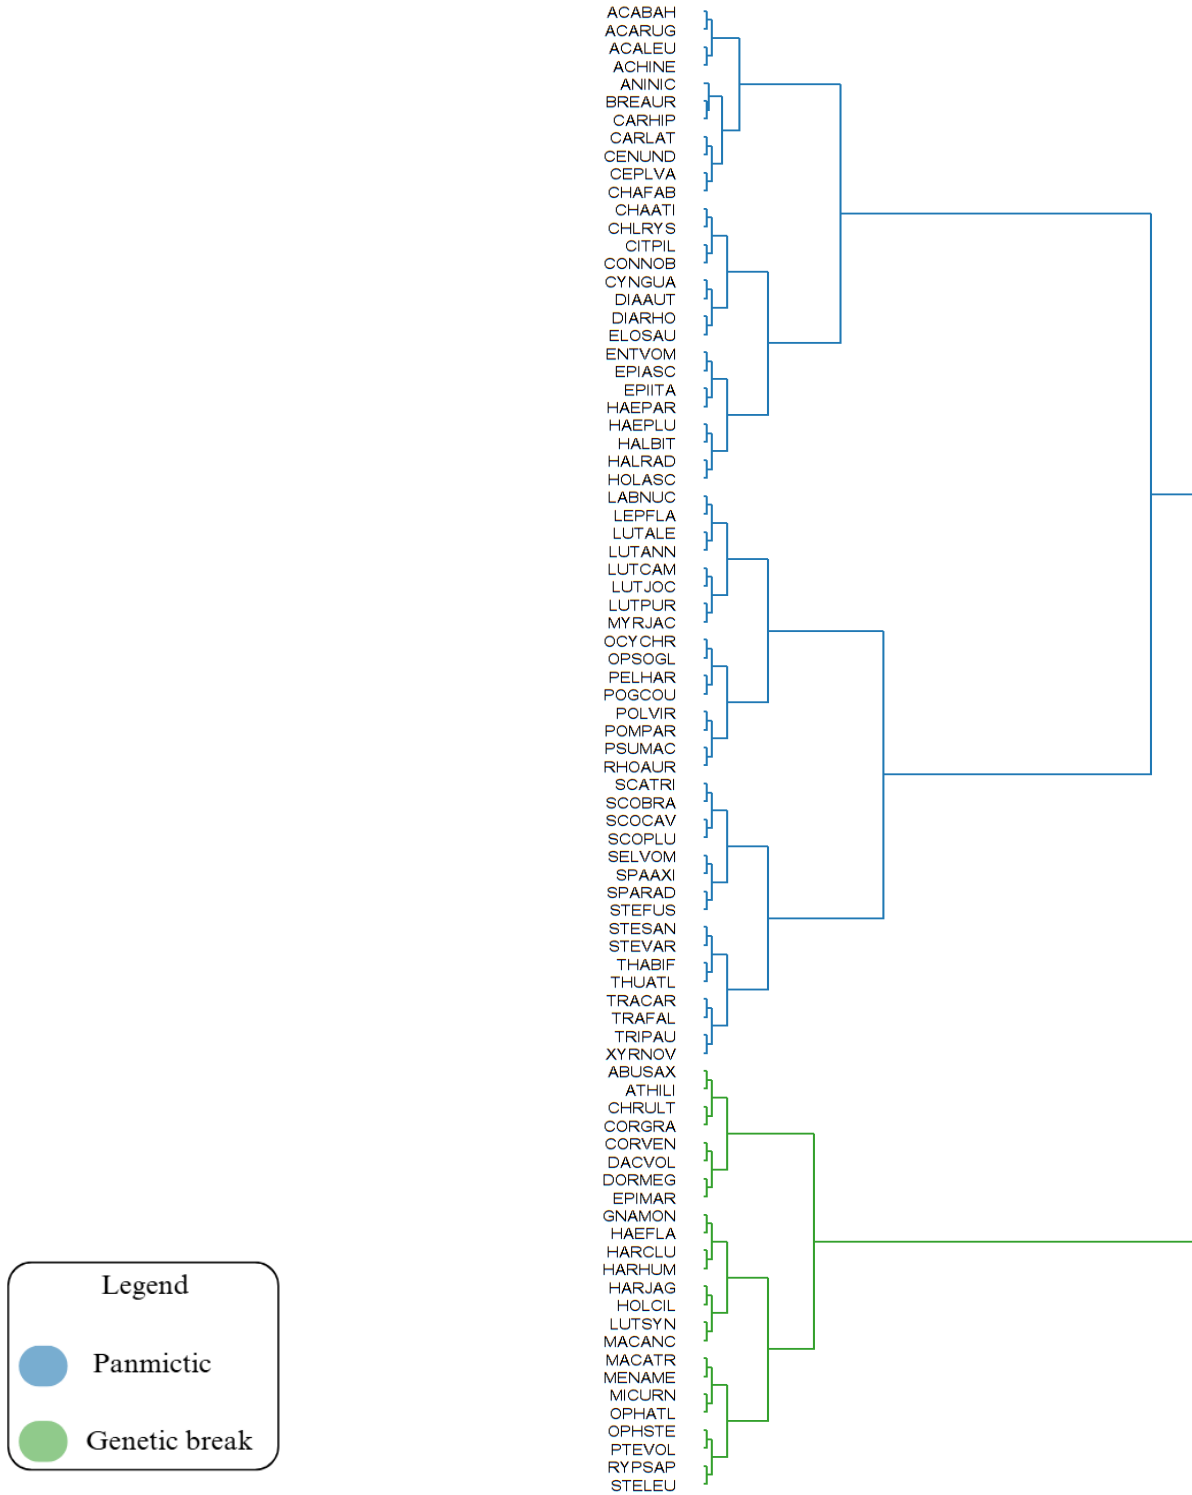 ACABAH
ACARUG
ACALEU
ACHINE
ANINIC
BREAUR
CARHIP
CARLAT
CENUND
CEPLVA
CHAFAB
CHAATI
CHLRYS
CITPIL
CONNOB
CYNGUA
DIAAUT
DIARHO
ELOSAU
ENTVOM
EPIASC
EPIITA
HAEPAR
HAEPLU
HALBIT
HALRAD
HOLASC
LABNUC
LEPFLA
LUTALE
LUTANN
LUTCAM
LUTJOC
LUTPUR
MYRJAC
OCYCHR
OPSOGL
PELHAR
POGCOU
POLVIR
POMPAR
PSUMAC
RHOAUR
SCATRI
SCOBRA
SCOCAV
SCOPLU
SELVOM
SPAAXI
SPARAD
STEFUS
STESAN
STEVAR
THABIF
THUATL
TRACAR
TRAFAL
TRIPAU
XYRNOV
ABUSAX
ATHILI
CHRULT
CORGRA
CORVEN
DACVOL
DORMEG
EPIMAR
GNAMON
HAEFLA
HARCLU
HARHUM
HARJAG
HOLCIL
LUTSYN
MACANC
MACATR
MENAME
MICURN
OPHATL
OPHSTE
PTEVOL
RYPSAP
STELEU
Legend
Panmictic
Genetic break